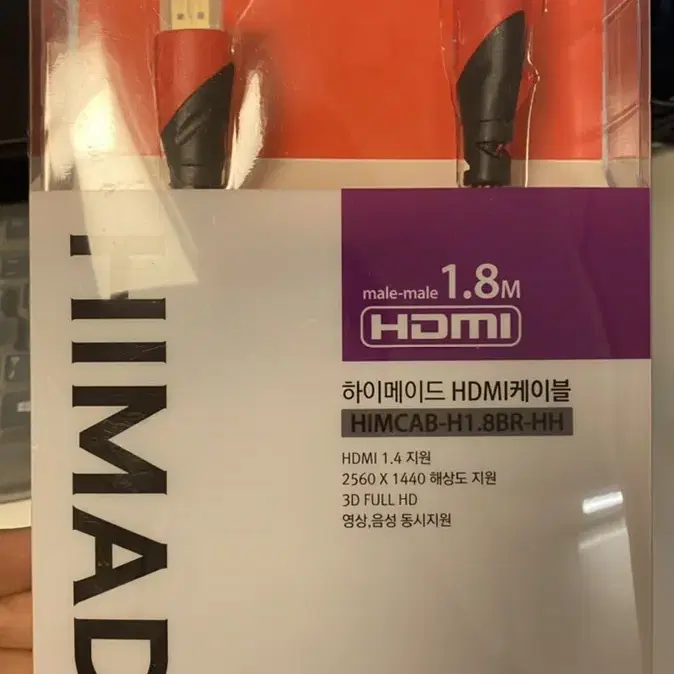 HIMAD
male-male 1.8M
HDMI
하이메이드 HDMI케이블
HIMCAB-H1.8BR-HH
HDMI 1.4 지원
2560 X 1440 해상도 지원
3D FULL HD
영상,음성 동시지원